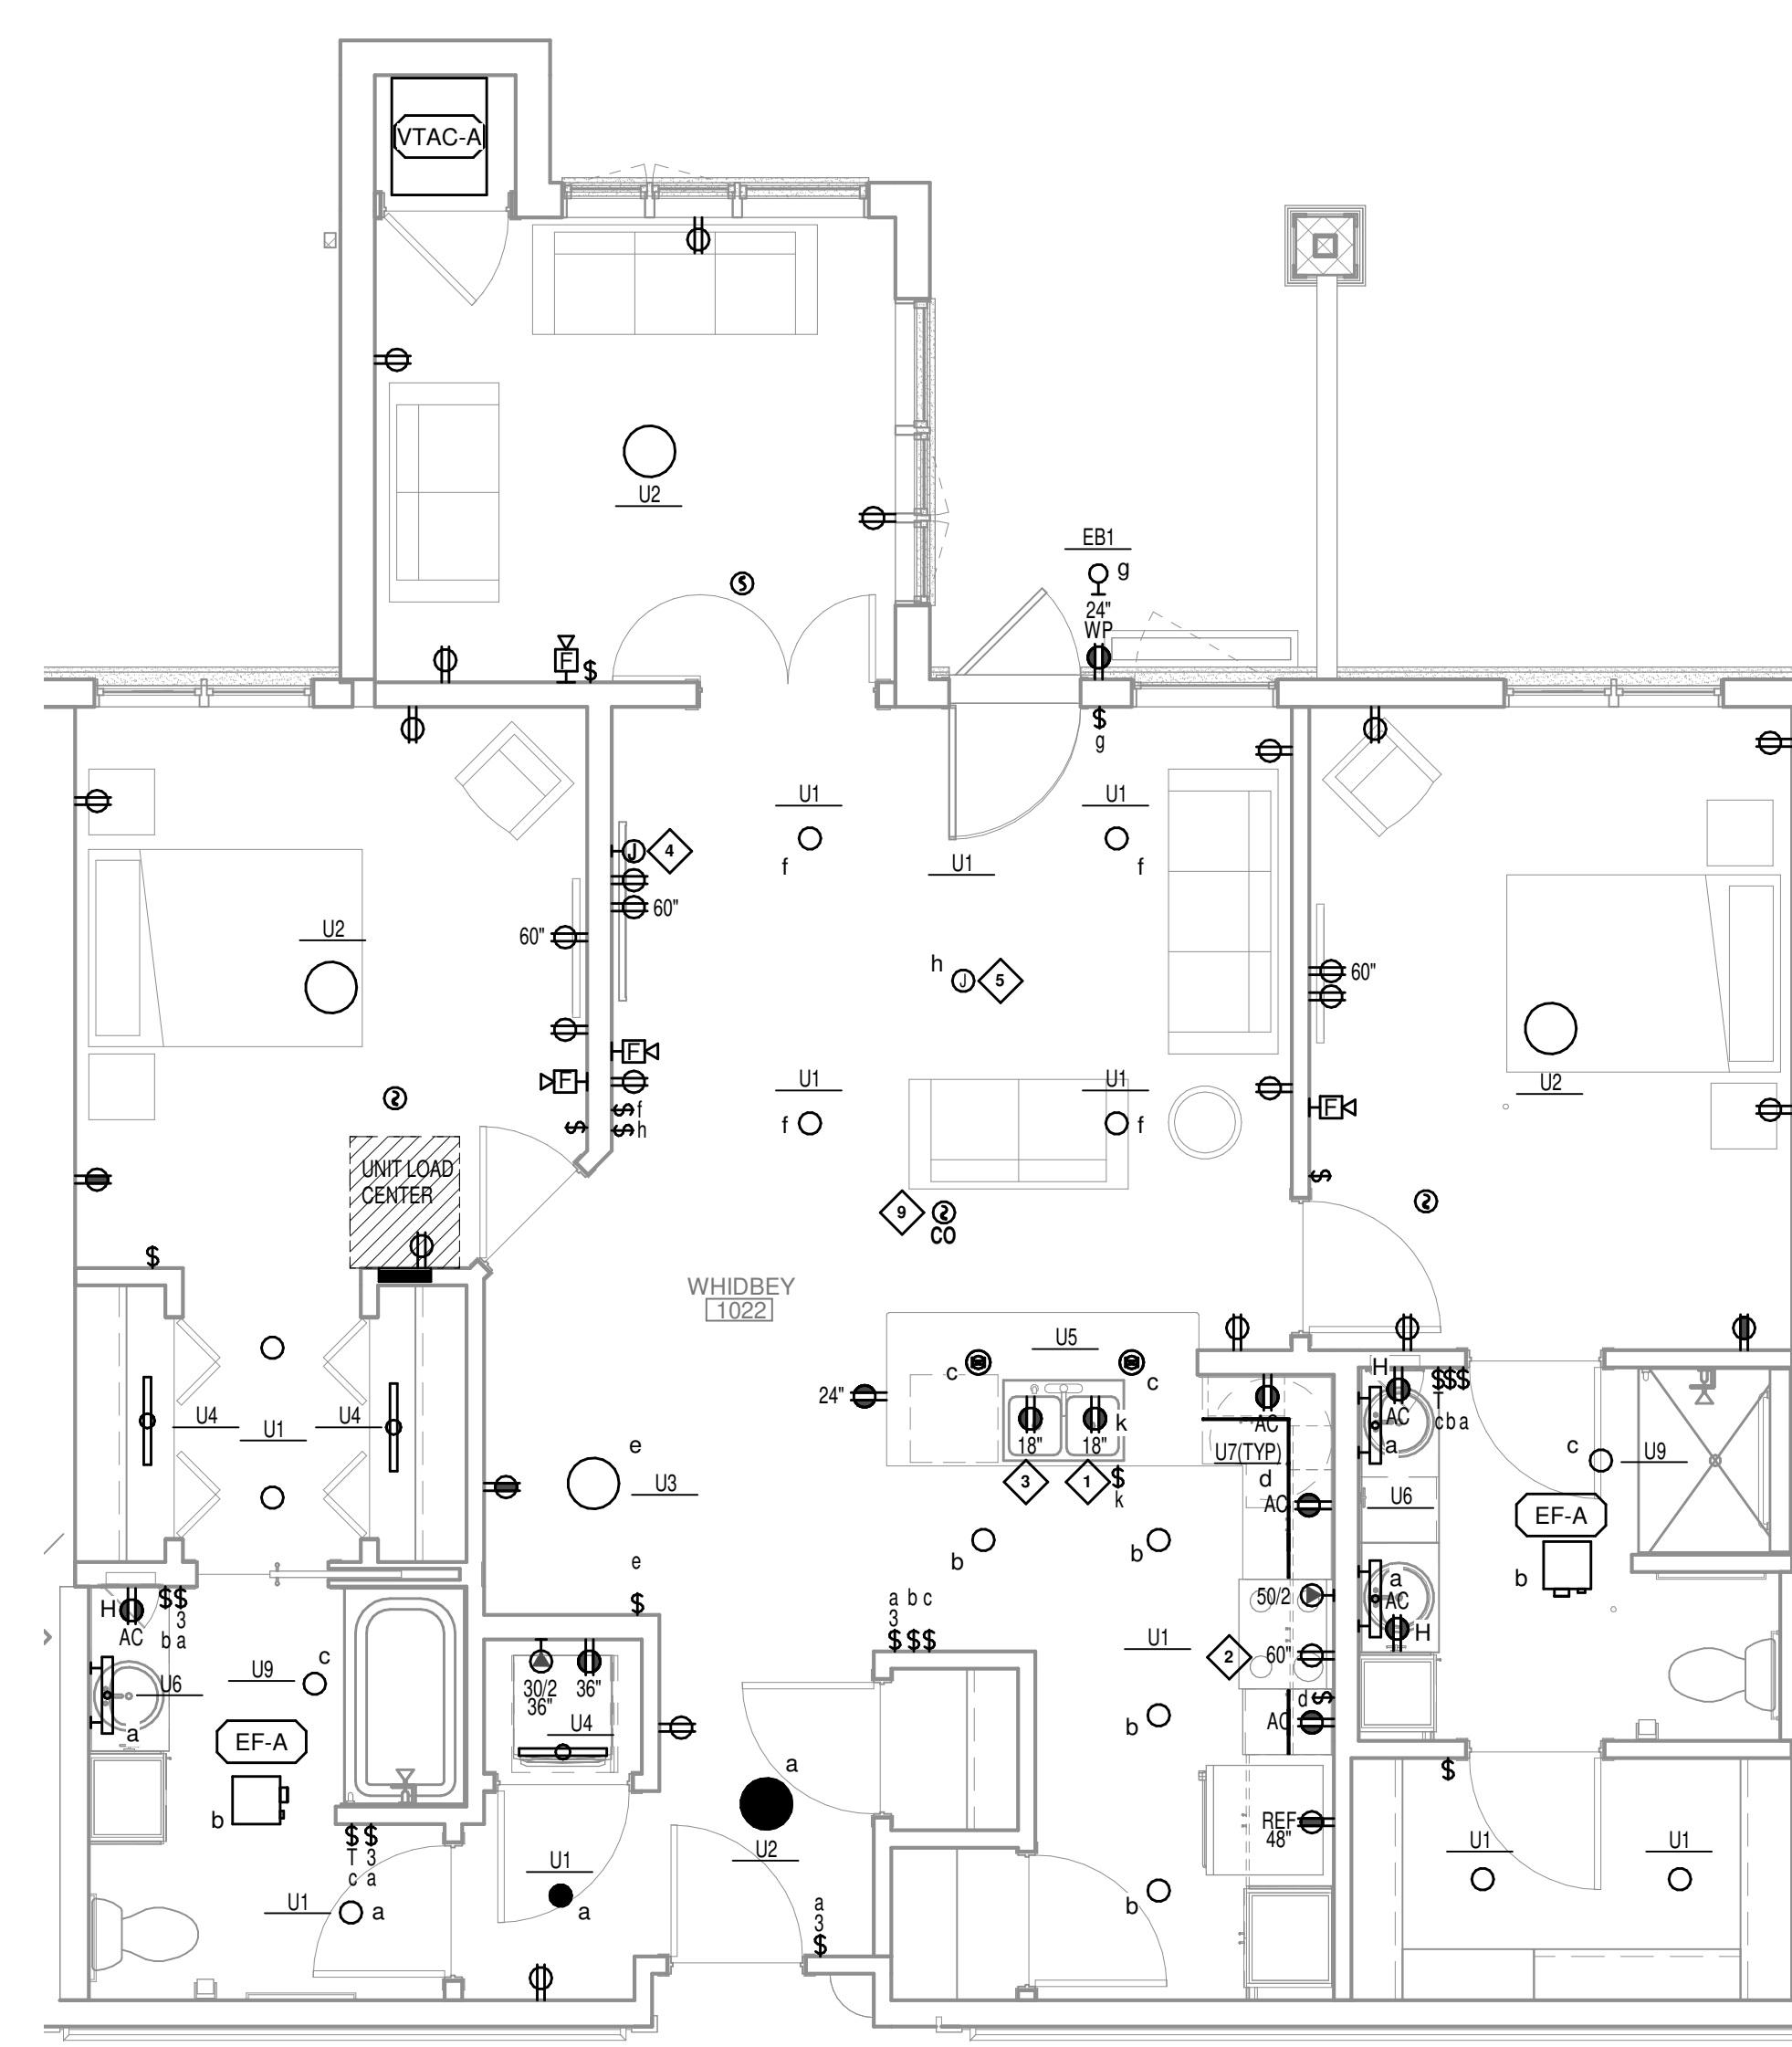 VTAC-A
U2
EB1
g
24"
WP
F
$
$
g
U1
U1
f
f
J
4
U1
60"
U2
60"
h
J
5
60"
F
F
U1
U1
U2
f
f
F
$
$ f
$ h
$
UNIT LOAD
CENTER
9
CO
$
$
WHIDBEY
1022
U5
c
c
24"
18"
18"
k
3
1
$
k
AC
U7(TYP)
d
AC
H
AC
a
$$$
T
c b a
c
U9
U6
EF-A
b
a
AC
H
U4
U1
U4
e
U3
e
$
b
b
50/2
a b c
3
$ $$
U1
2
60"
d $
AC
b
H
AC
$$
3
b a
c
U9
U6
a
EF-A
b
30/2
36"
36"
U4
a
U2
REF
48"
$
U1
U1
$ $
T 3
c a
U1
a
U1
a
a
3
$
b